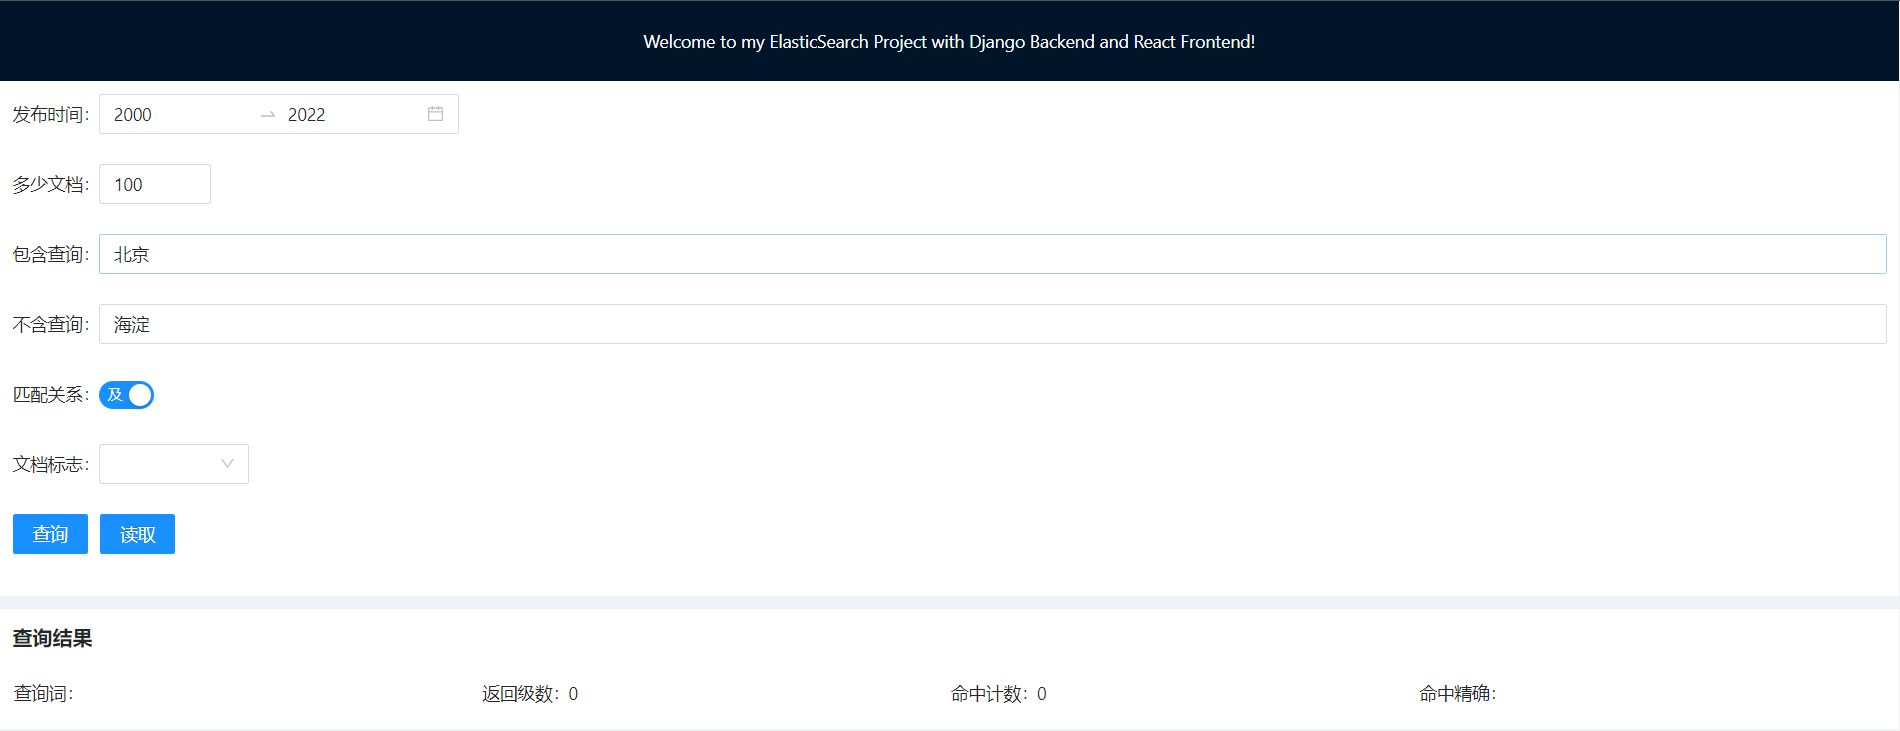 Welcome to my ElasticSearch Project with Django Backend and React Frontend!
发布时间: 2000 → 2022
多少文档: 100
包含查询: 北京
不含查询: 海淀
匹配关系: 及
文档标志:
查询 读取
查询结果
查询词: 返回级数: 0 命中计数: 0 命中精确: